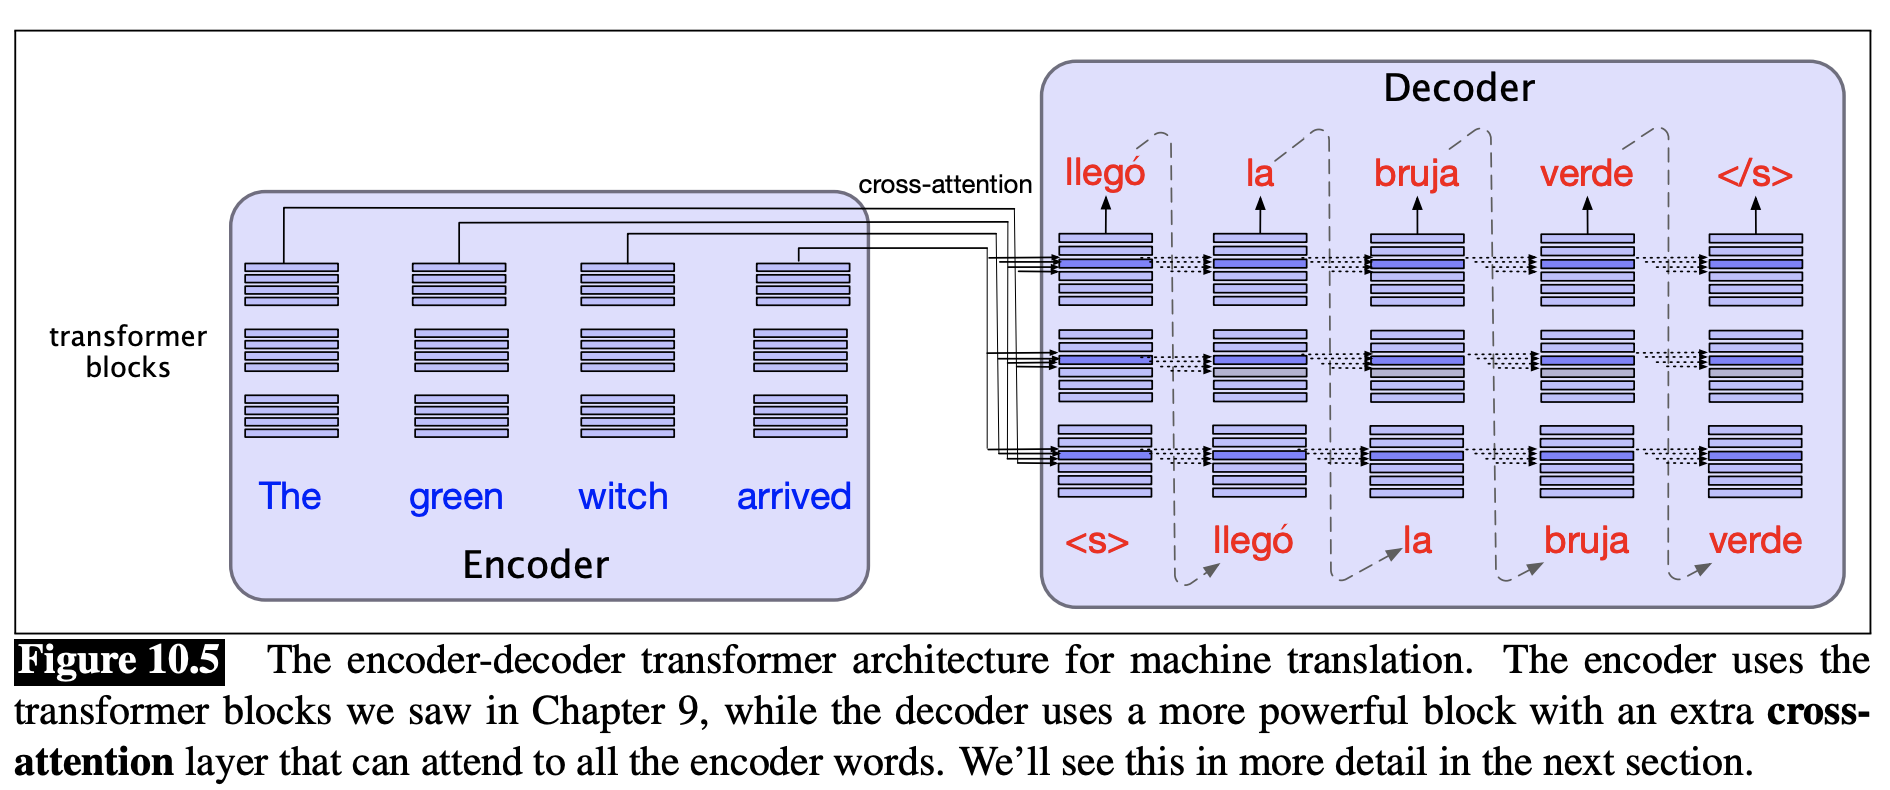 Decoder
llegó la bruja verde </s>
cross-attention
transformer
blocks
The green witch arrived
Encoder
<s> llegó la bruja verde
Figure 10.5 The encoder-decoder transformer architecture for machine translation. The encoder uses the
transformer blocks we saw in Chapter 9, while the decoder uses a more powerful block with an extra cross-
attention layer that can attend to all the encoder words. We’ll see this in more detail in the next section.